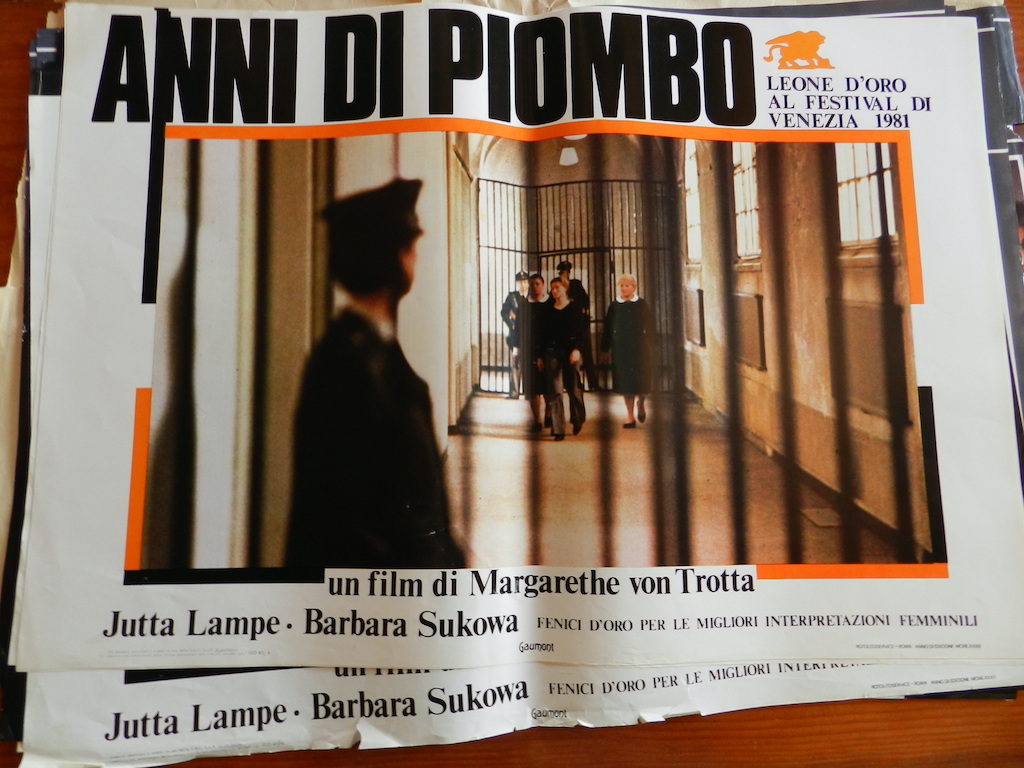 ANNI DI PIOMBO
LEONE D'ORO
AL FESTIVAL DI
VENEZIA 1981
un film di Margarethe von Trotta
Jutta Lampe · Barbara Sukowa FENICI D'ORO PER LE MIGLIORI INTERPRETAZIONI FEMMINILI
Gaumont
un film
Jutta Lampe · Barbara Sukowa FENICI D'ORO PER LE MIGLIORI
Gaumont